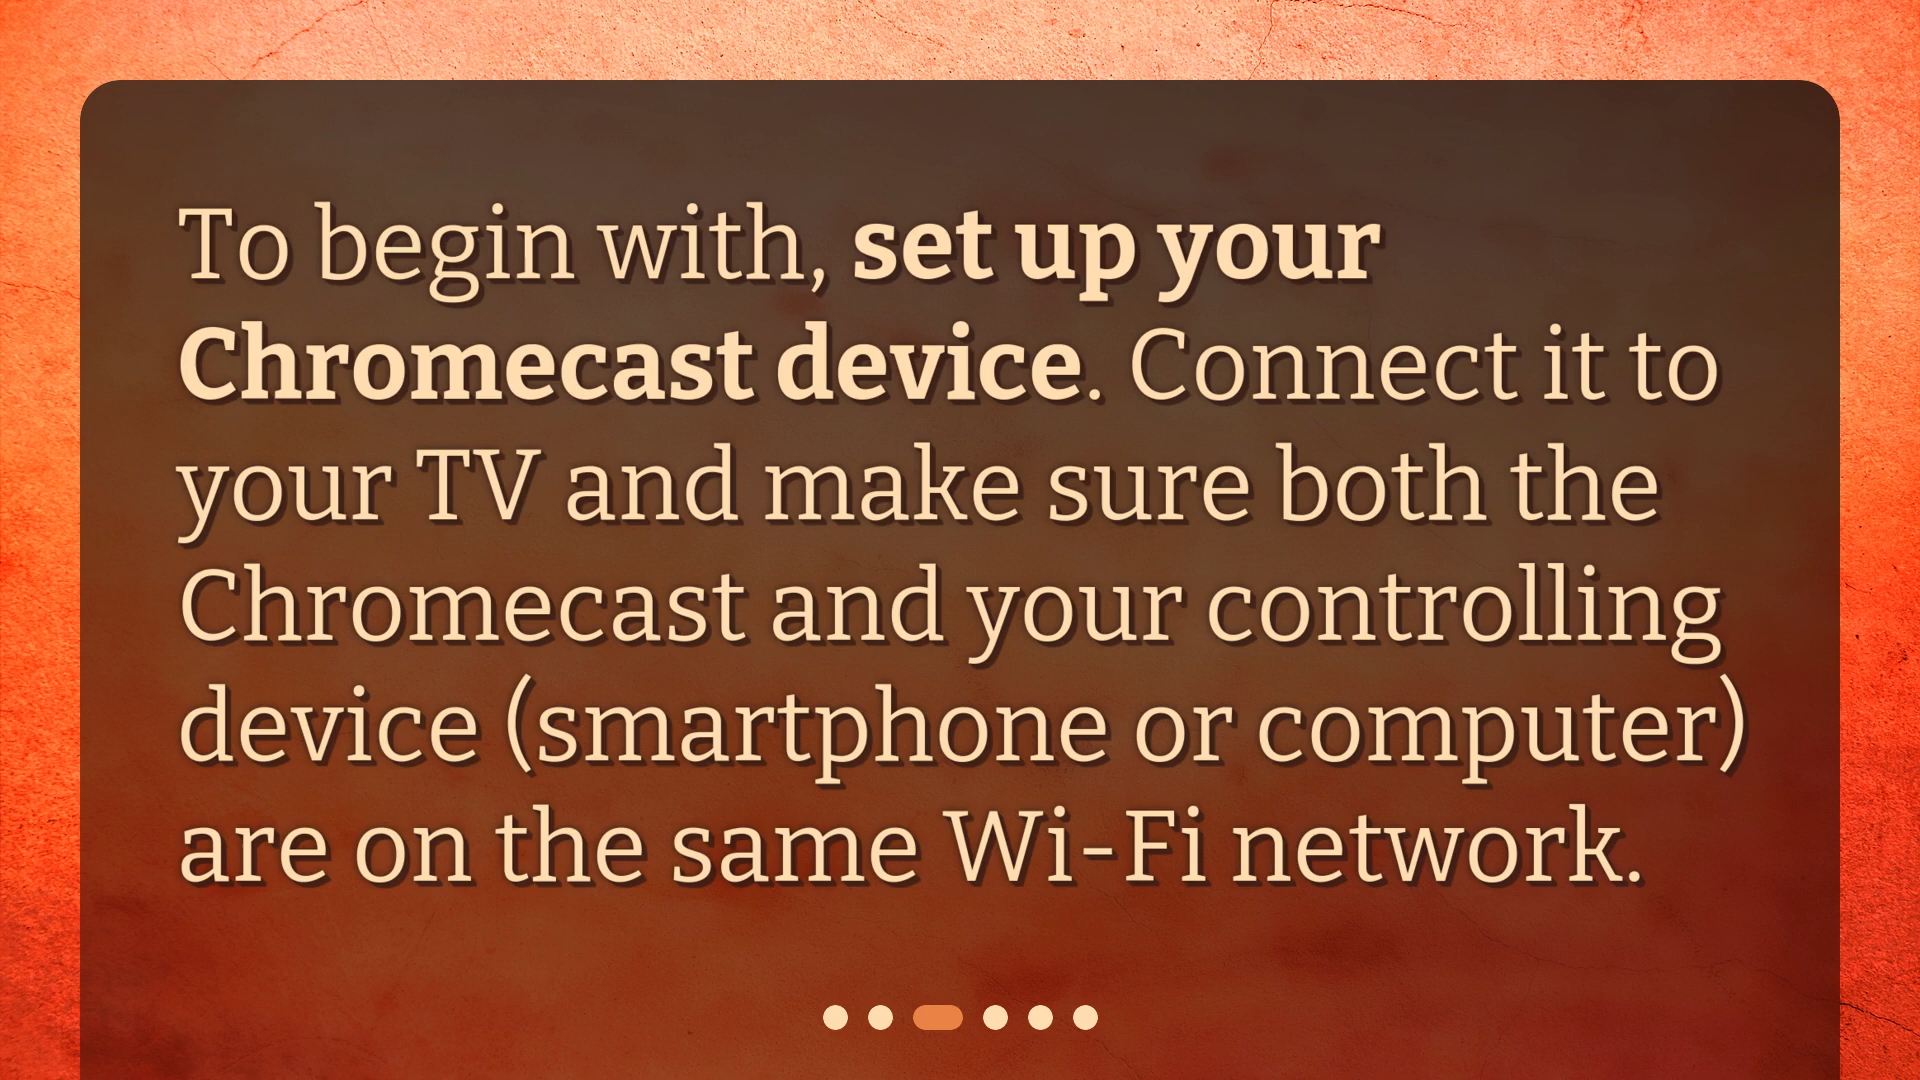 To begin with, set up your
Chromecast device. Connect it to
your TV and make sure both the
Chromecast and your controlling
device (smartphone or computer)
are on the same Wi-Fi network.